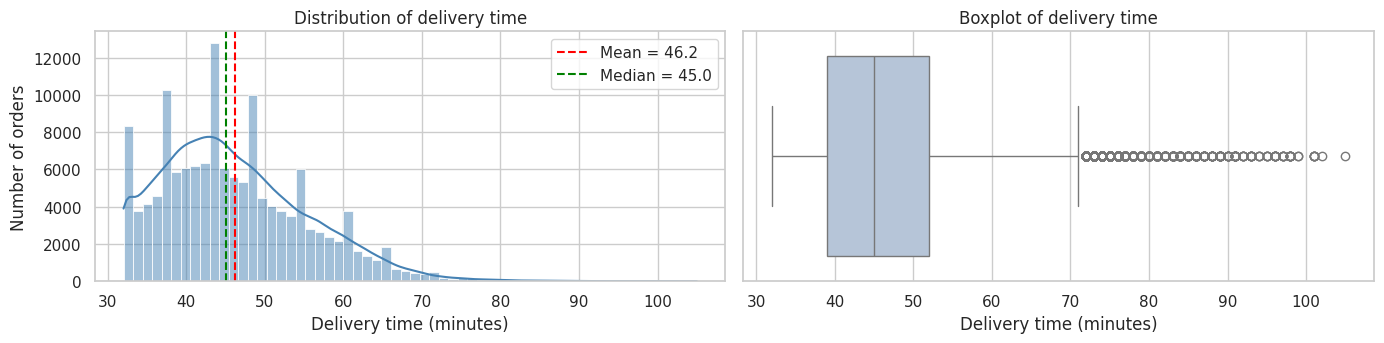 Distribution of delivery time
Number of orders
12000
10000
8000
6000
4000
2000
0
Mean = 46.2
Median = 45.0
30 40 50 60 70 80 90 100
Delivery time (minutes)
Boxplot of delivery time
30 40 50 60 70 80 90 100
Delivery time (minutes)